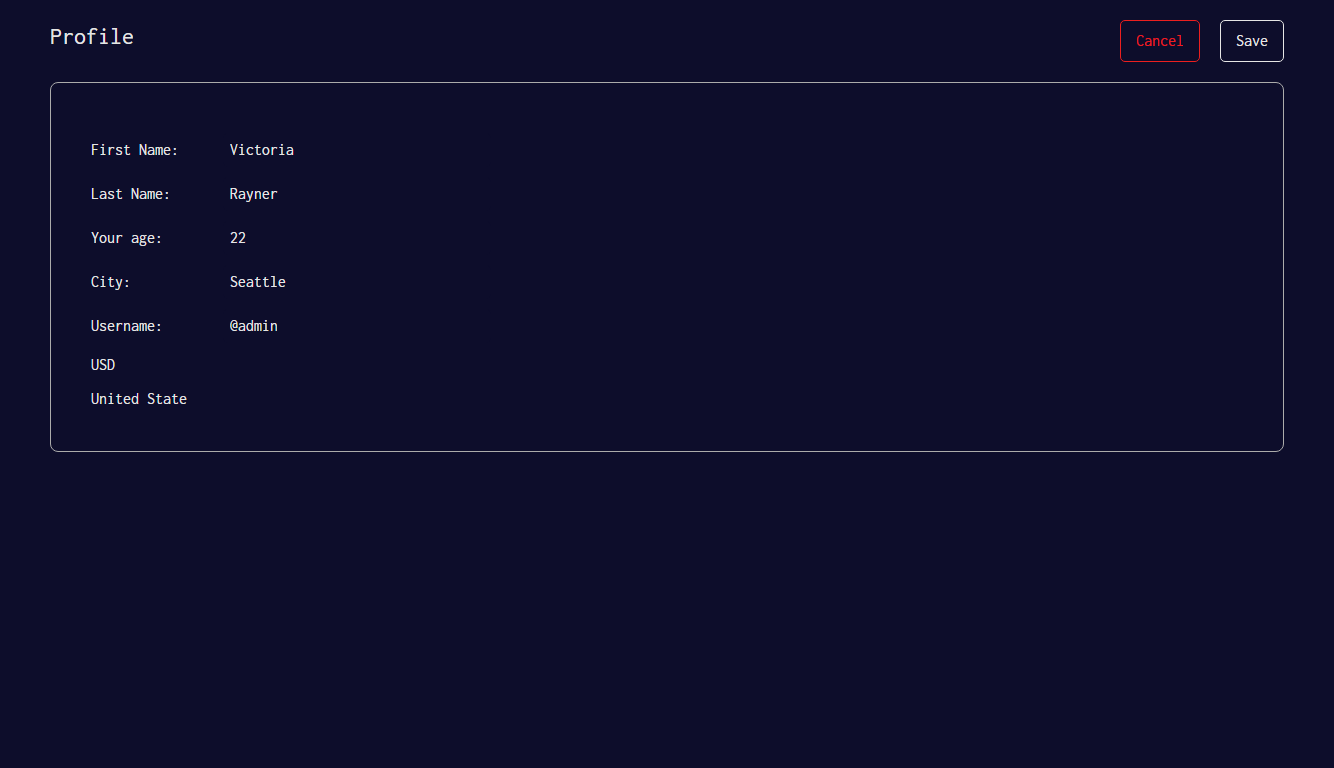 Profile
Cancel Save
First Name: Victoria
Last Name: Rayner
Your age: 22
City: Seattle
Username: @admin
USD
United State